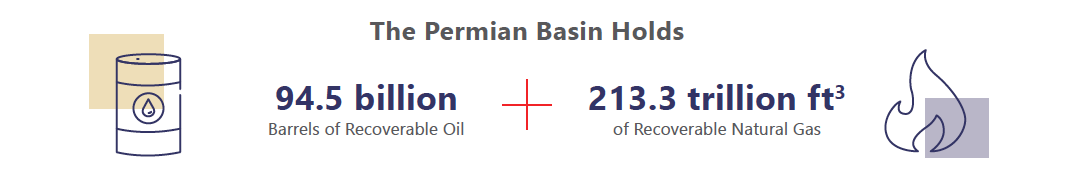 The Permian Basin Holds
94.5 billion
Barrels of Recoverable Oil
213.3 trillion ft³
of Recoverable Natural Gas